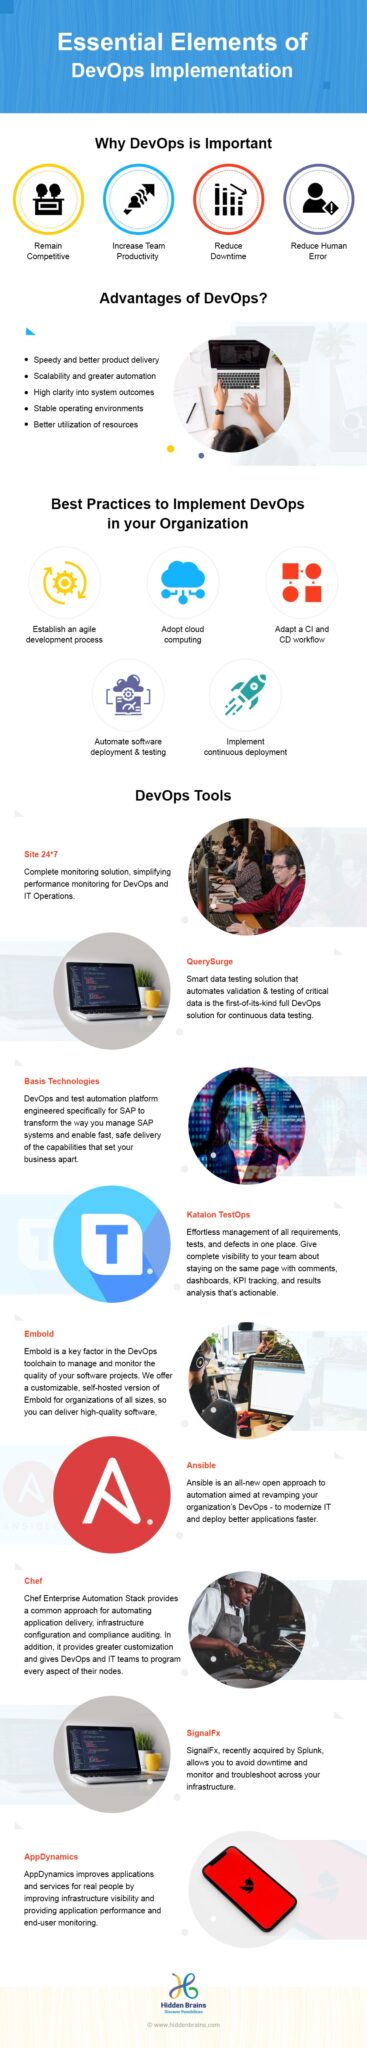 Essential Elements of
DevOps Implementation
Why DevOps is Important
Remain
Competitive
Increase Team
Productivity
Reduce
Downtime
Reduce Human
Error
Advantages of DevOps?
Speedy and better product delivery
Scalability and greater automation
High clarity into system outcomes
Stable operating environments
Better utilization of resources
Best Practices to Implement DevOps
in your Organization
Establish an agile
development process
Adopt cloud
computing
Adapt a CI and
CD workflow
Automate software
deployment & testing
Implement
continuous deployment
DevOps Tools
Site 24*7
Complete monitoring solution, simplifying
performance monitoring for DevOps and
IT Operations.
QuerySurge
Smart data testing solution that
automates validation & testing of critical
data is the first-of-its-kind full DevOps
solution for continuous data testing.
Basis Technologies
DevOps and test automation platform
engineered specifically for SAP to
transform the way you manage SAP
systems and enable fast, safe delivery
of the capabilities that set your
business apart.
Katalon TestOps
Effortless management of all requirements,
tests, and defects in one place. Give
complete visibility to your team about
staying on the same page with comments,
dashboards, KPI tracking, and results
analysis that's actionable.
T
Embold
Embold is a key factor in the DevOps
toolchain to manage and monitor the
quality of your software projects. We offer
a customizable, self-hosted version of
Embold for organizations of all sizes, so
you can deliver high-quality software,
Ansible
Ansible is an all-new open approach to
automation aimed at revamping your
organization's DevOps - to modernize IT
and deploy better applications faster.
A
ANSIBLE
Chef
Chef Enterprise Automation Stack provides
a common approach for automating
application delivery, infrastructure
configuration and compliance auditing. In
addition, it provides greater customization
and gives DevOps and IT teams to program
every aspect of their nodes.
SignalFx
SignalFx, recently acquired by Splunk,
allows you to avoid downtime and
monitor and troubleshoot across your
infrastructure.
AppDynamics
AppDynamics improves applications
and services for real people by
improving infrastructure visibility and
providing application performance and
end-user monitoring.
Hidden Brains
Discover Possibilities
© www.hiddenbrains.com